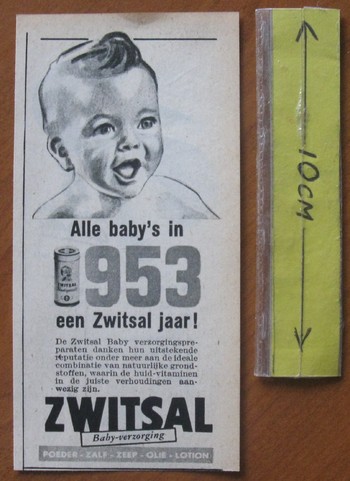 Alle baby's in
953
een Zwitsal jaar!
De Zwitsal Baby verzorgingspre-
paraten danken hun uitstekende
reputatie onder meer aan de ideale
combinatie van natuurlijke grond-
stoffen, waarin de huid-vitaminen
in de juiste verhoudingen aan-
wezig zijn.
ZWITSAL
Baby-verzorging
POEDER - ZALF - ZEEP - OLIE - LOTION
10CM
ZWITSAL